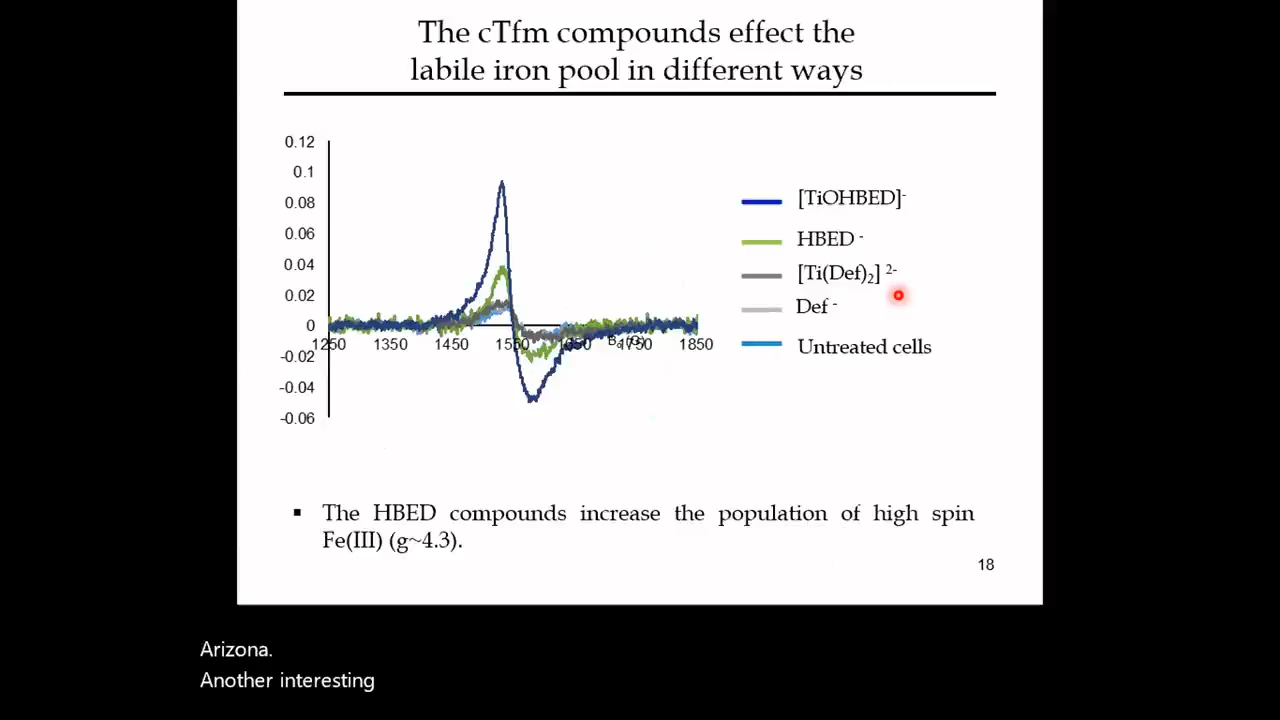 The cTfm compounds effect the
labile iron pool in different ways
0.12
0.1
0.08
0.06
0.04
0.02
0
-0.02
-0.04
-0.06
1250 1350 1450 1550 1650 1750 1850
[TiOHBED]-
HBED -
[Ti(Def)2] 2-
Def -
Untreated cells
▪ The HBED compounds increase the population of high spin
Fe(III) (g~4.3).
18
Arizona.
Another interesting